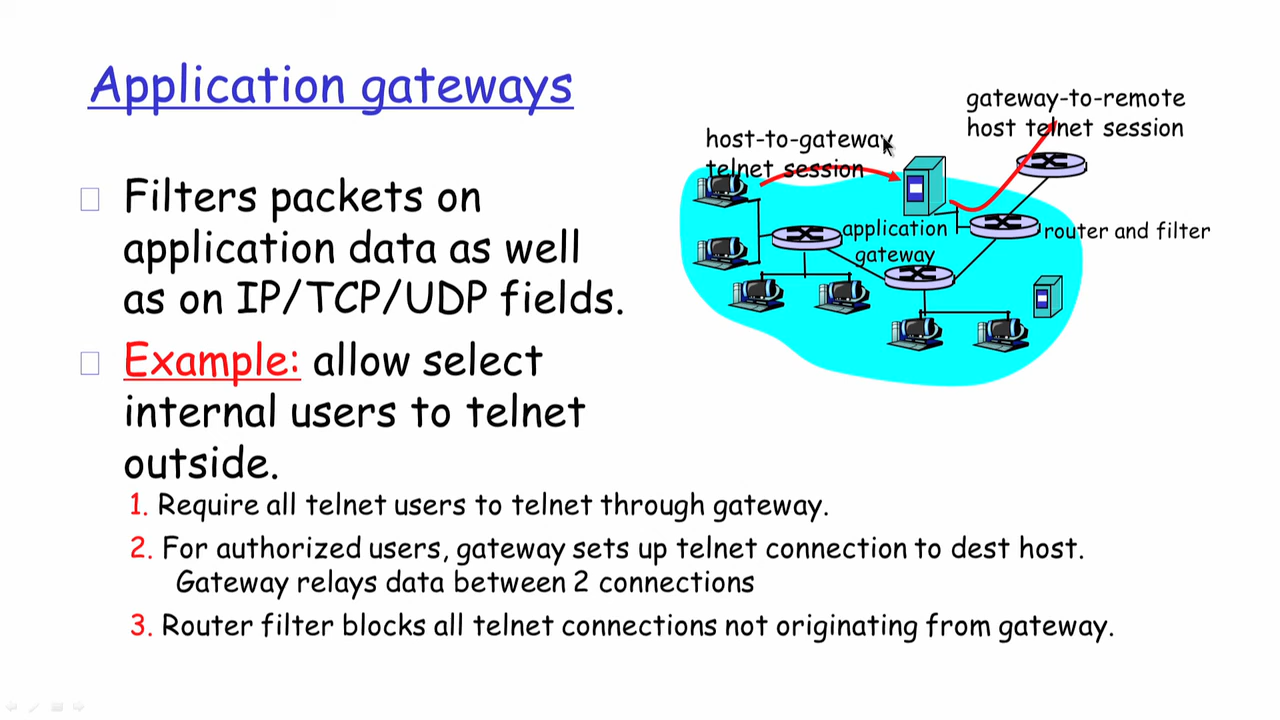 Application gateways
Filters packets on
application data as well
as on IP/TCP/UDP fields.
Example: allow select
internal users to telnet
outside.
1. Require all telnet users to telnet through gateway.
2. For authorized users, gateway sets up telnet connection to dest host.
Gateway relays data between 2 connections
3. Router filter blocks all telnet connections not originating from gateway.
host-to-gateway
telnet session
gateway-to-remote
host telnet session
application
gateway
router and filter